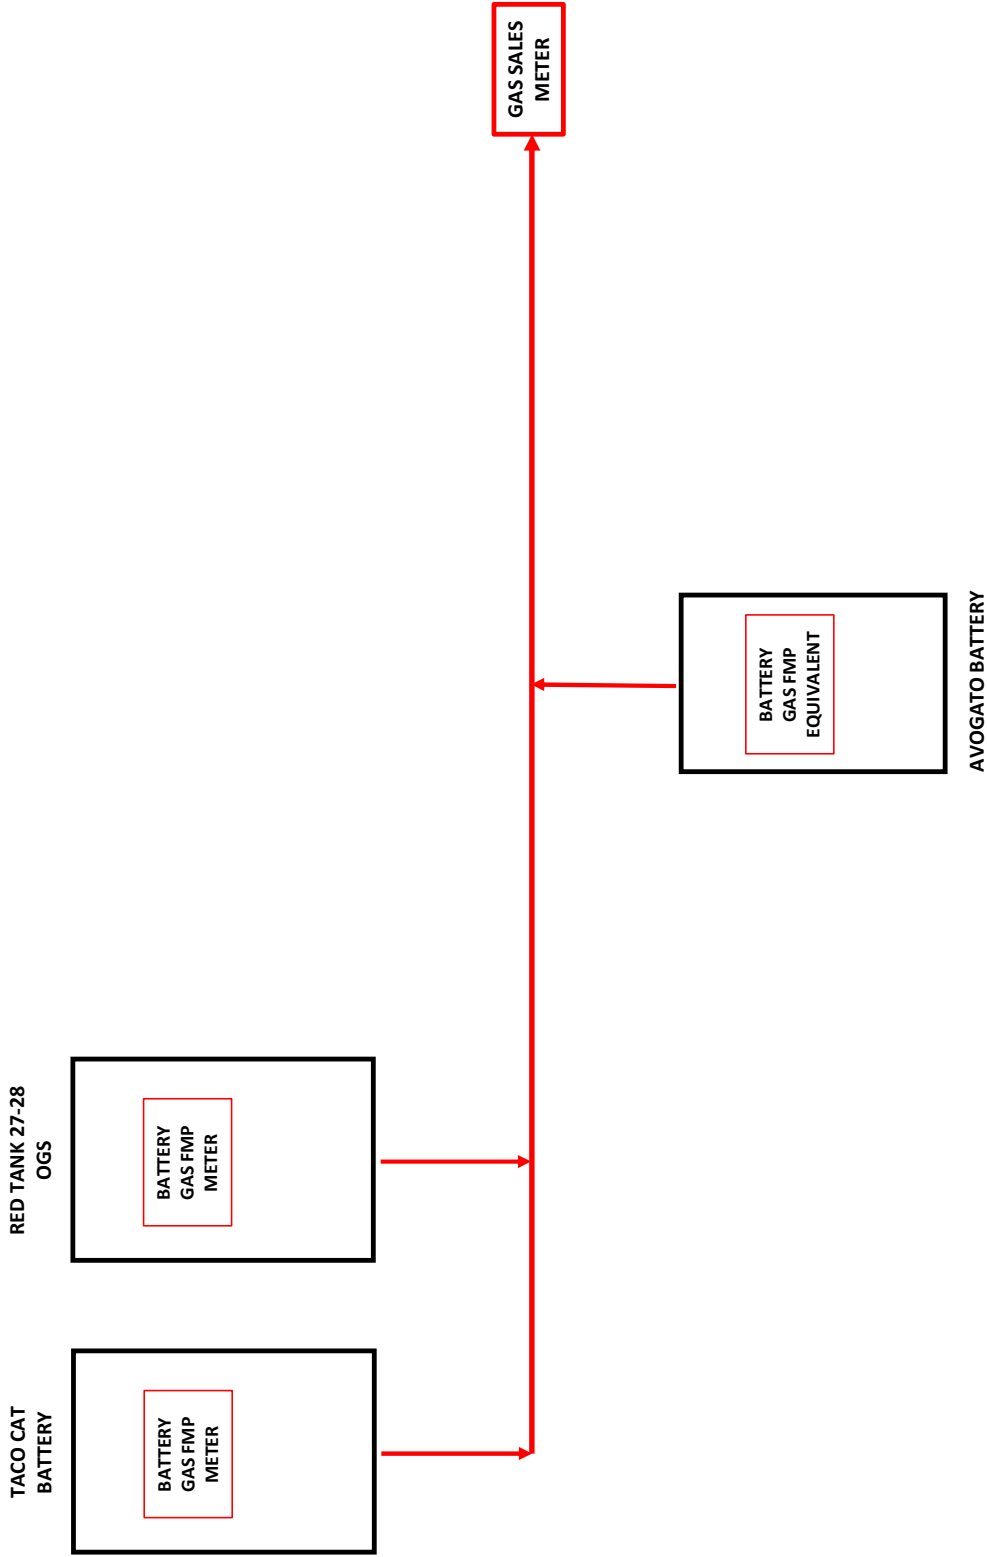 TACO CAT
BATTERY
BATTERY
GAS FMP
METER
RED TANK 27-28
OGS
BATTERY
GAS FMP
METER
BATTERY
GAS FMP
EQUIVALENT
AVOGATO BATTERY
GAS SALES
METER